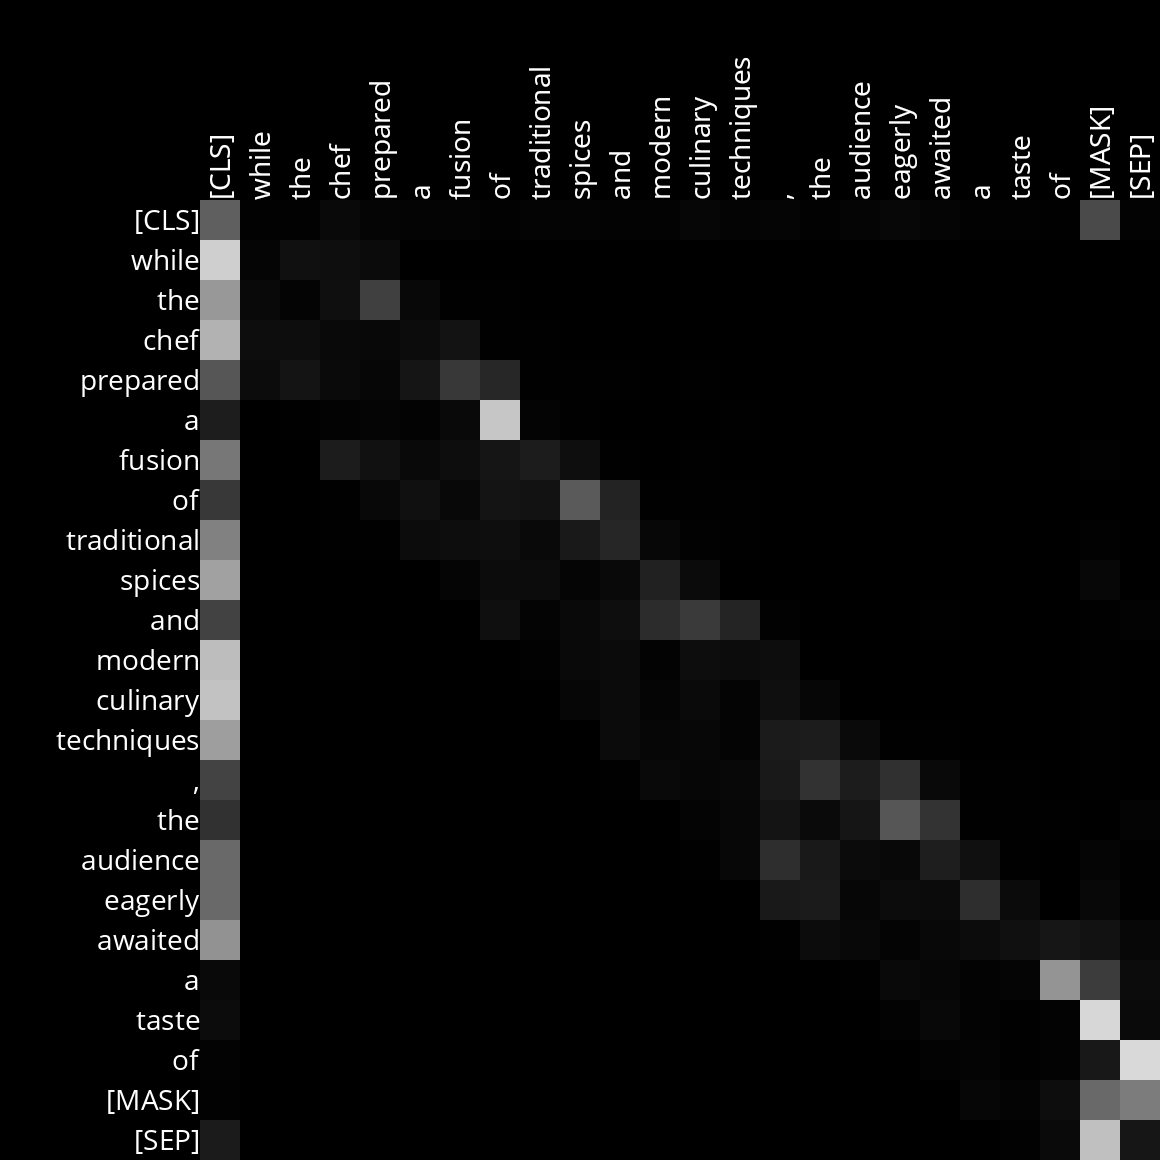 [CLS] while the chef prepared a fusion of traditional spices and modern culinary techniques , the audience eagerly awaited a taste of [MASK] [SEP]
[CLS]
while
the
chef
prepared
a
fusion
of
traditional
spices
and
modern
culinary
techniques
,
the
audience
eagerly
awaited
a
taste
of
[MASK]
[SEP]